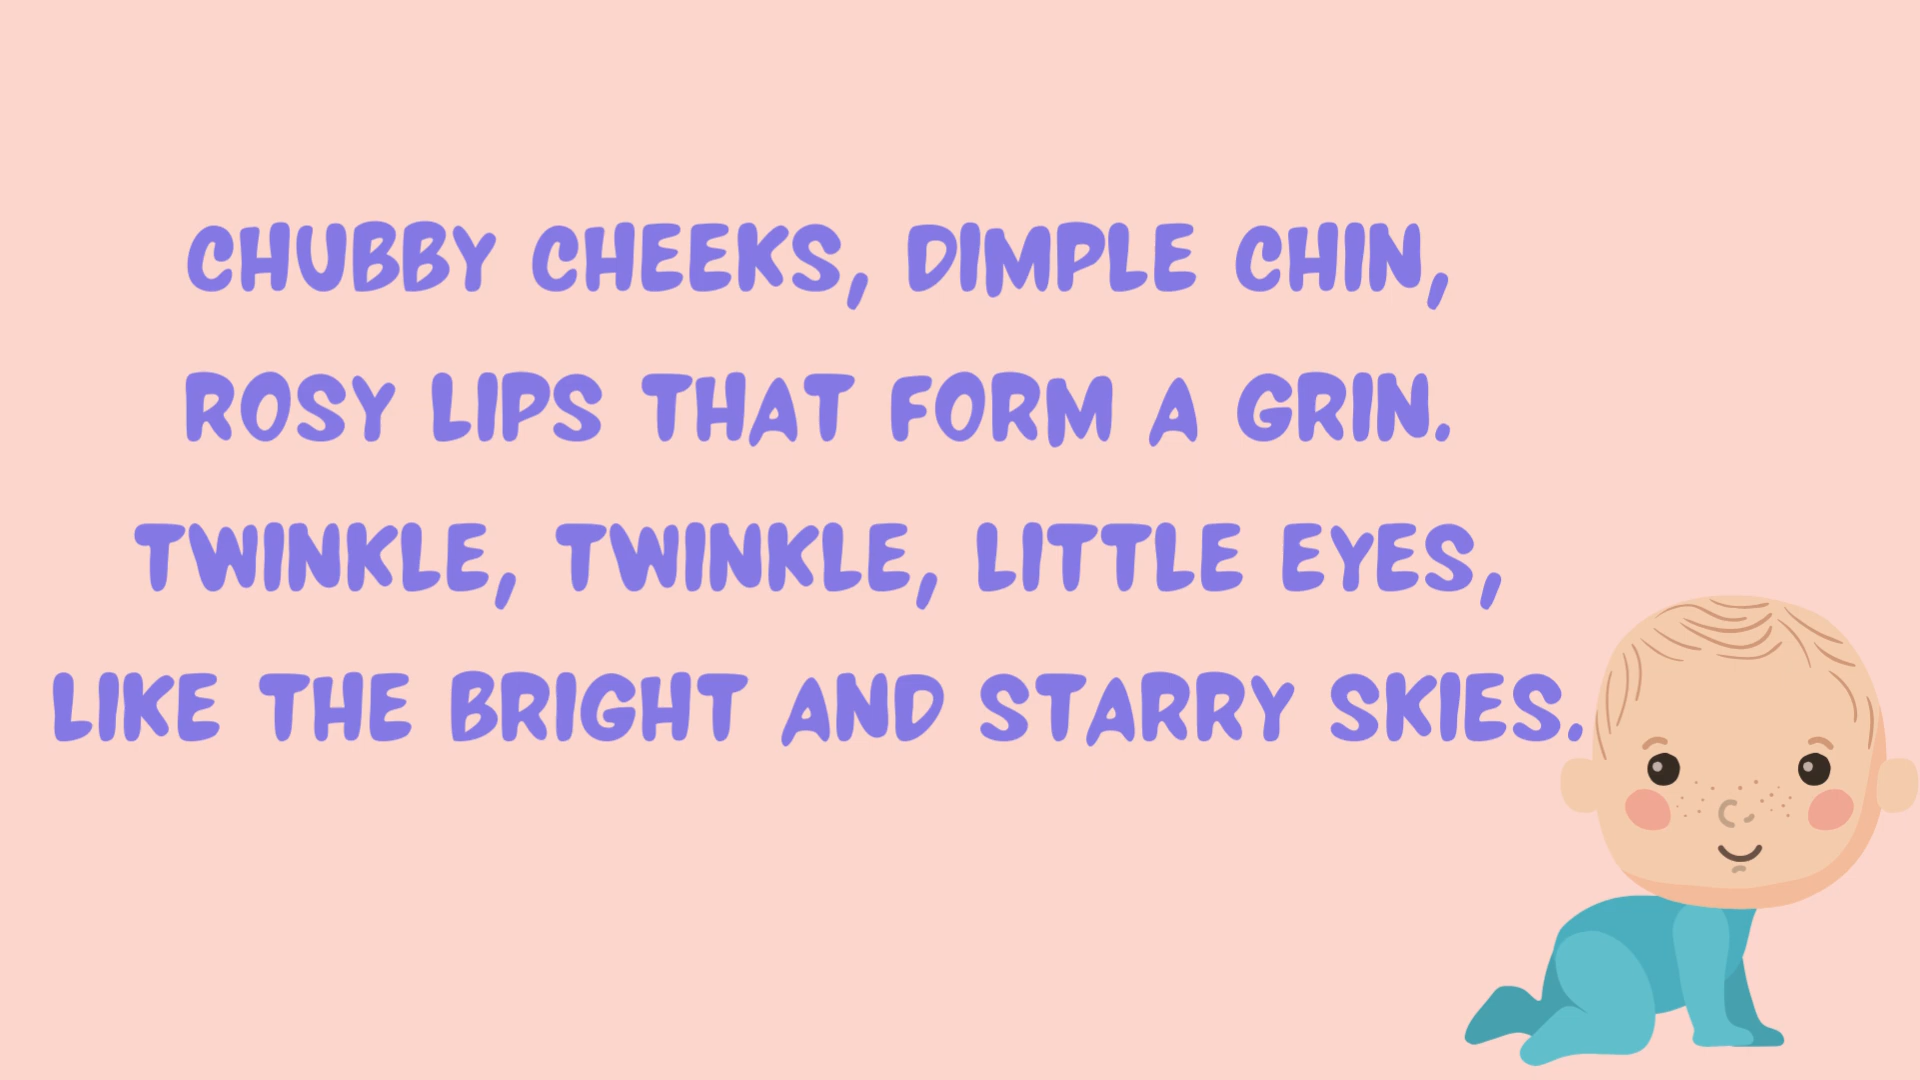 CHUBBY CHEEKS, DIMPLE CHIN,
ROSY LIPS THAT FORM A GRIN.
TWINKLE, TWINKLE, LITTLE EYES,
LIKE THE BRIGHT AND STARRY SKIES.